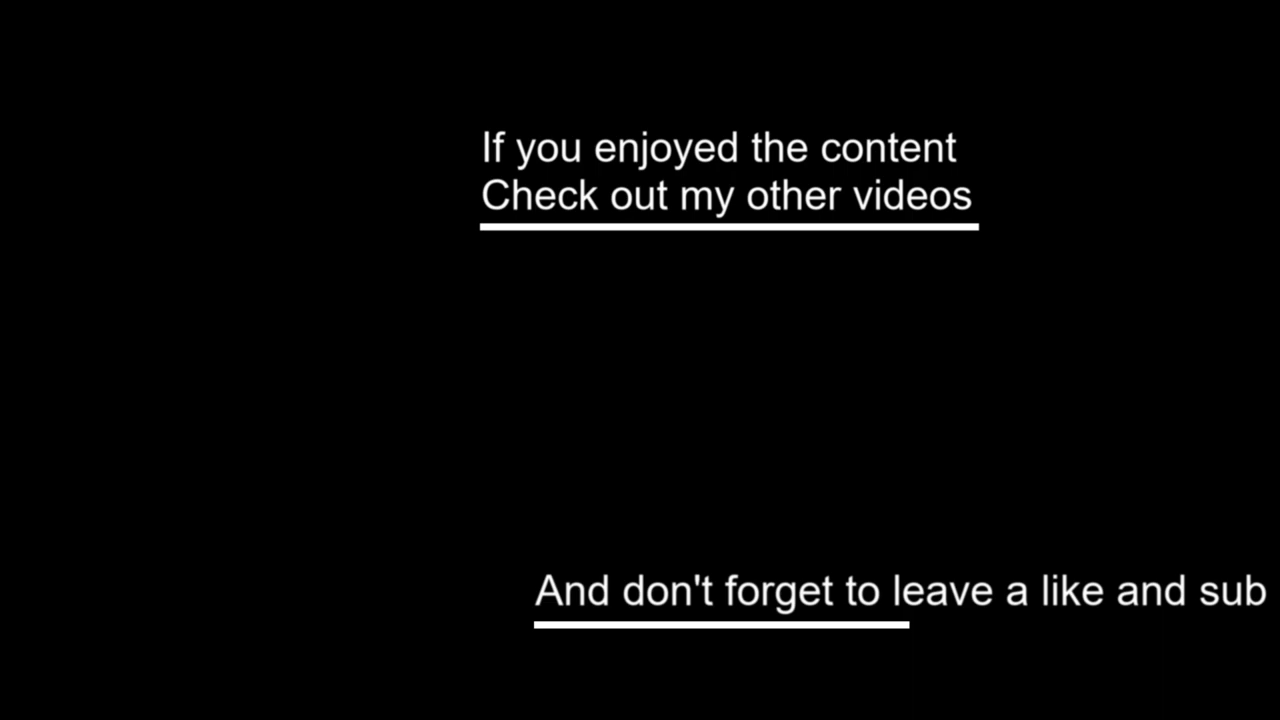 If you enjoyed the content
Check out my other videos
And don't forget to leave a like and sub